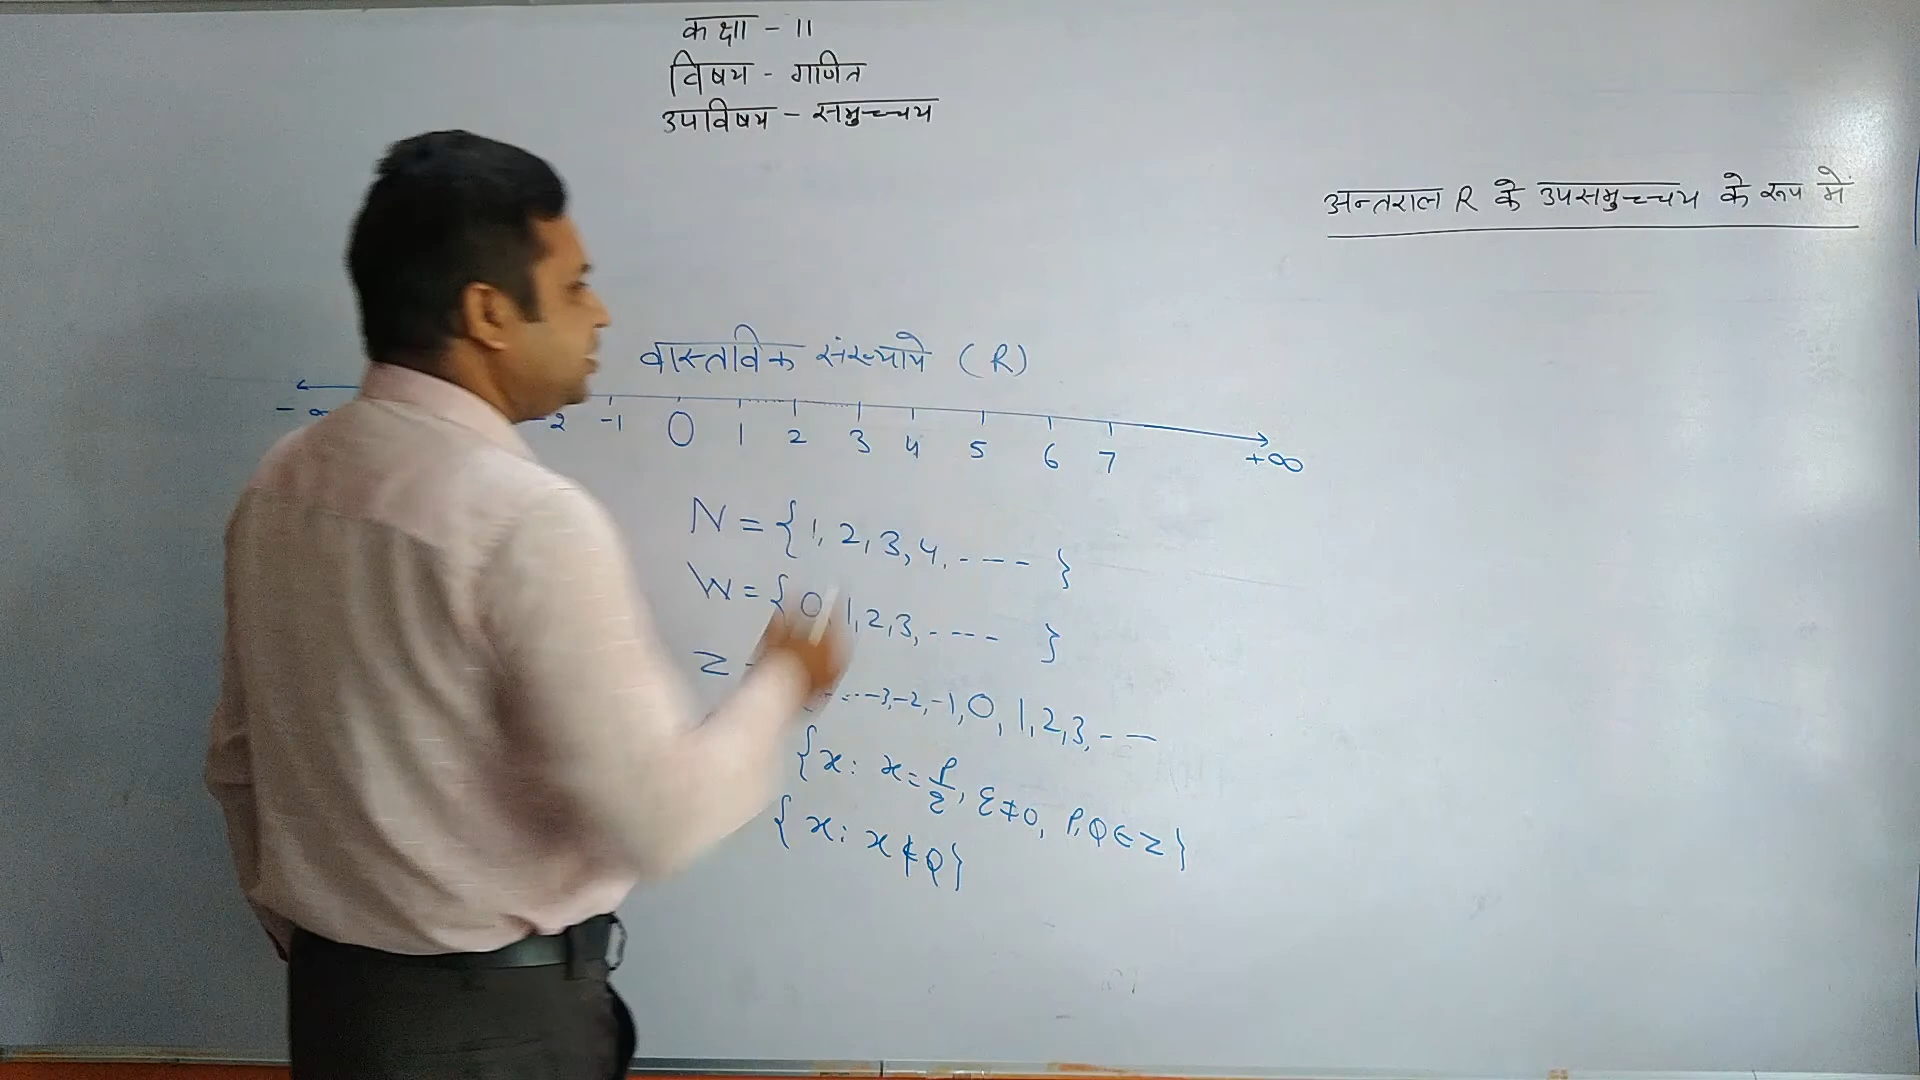 कक्षा - 11
विषय - गणित
उपविषय - समुच्चय
अन्तराल R के उपसमुच्चय के रूप में
वास्तविक संख्याये (R)
-2 -1 0 1 2 3 4 5 6 7 +∞
N = {1, 2, 3, 4, - - - - }
W = {0, 1, 2, 3, - - - - }
Z - - - -3, -2, -1, 0, 1, 2, 3, - -
{x : x = p/q, q ≠ 0, P, Q ∈ Z}
{x : x ∉ Q}